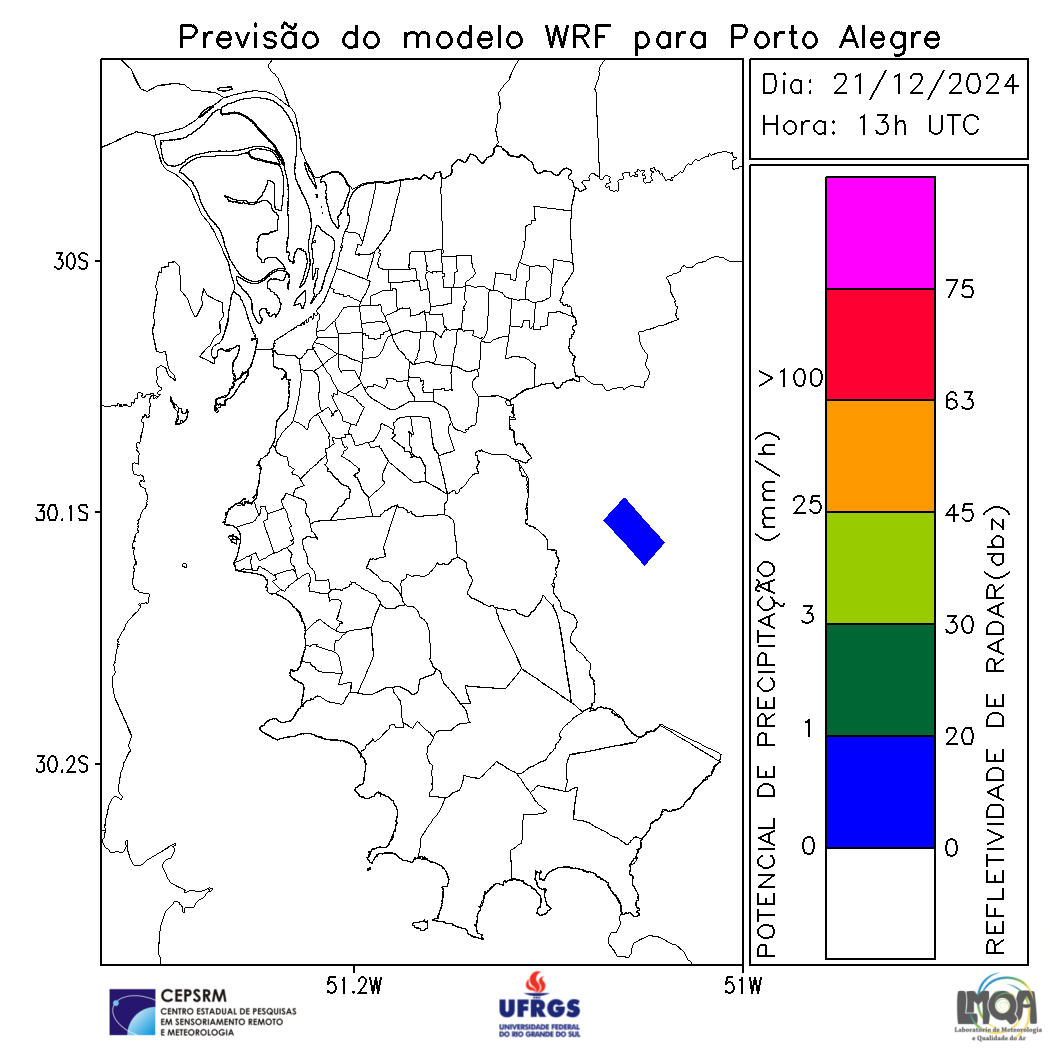 Previsão do modelo WRF para Porto Alegre
Dia: 21/12/2024
Hora: 13h UTC
30S
30.1S
30.2S
51.2W
51W
POTENCIAL DE PRECIPITAÇÃO (mm/h)
>100
25
3
1
0
75
63
45
30
20
0
REFLETIVIDADE DE RADAR(dbz)
CEPSRM
CENTRO ESTADUAL DE PESQUISAS
EM SENSORIAMENTO REMOTO
E METEOROLOGIA
UFRGS
UNIVERSIDADE FEDERAL
DO RIO GRANDE DO SUL
LMQA
Laboratório de Meteorologia
e Qualidade do Ar